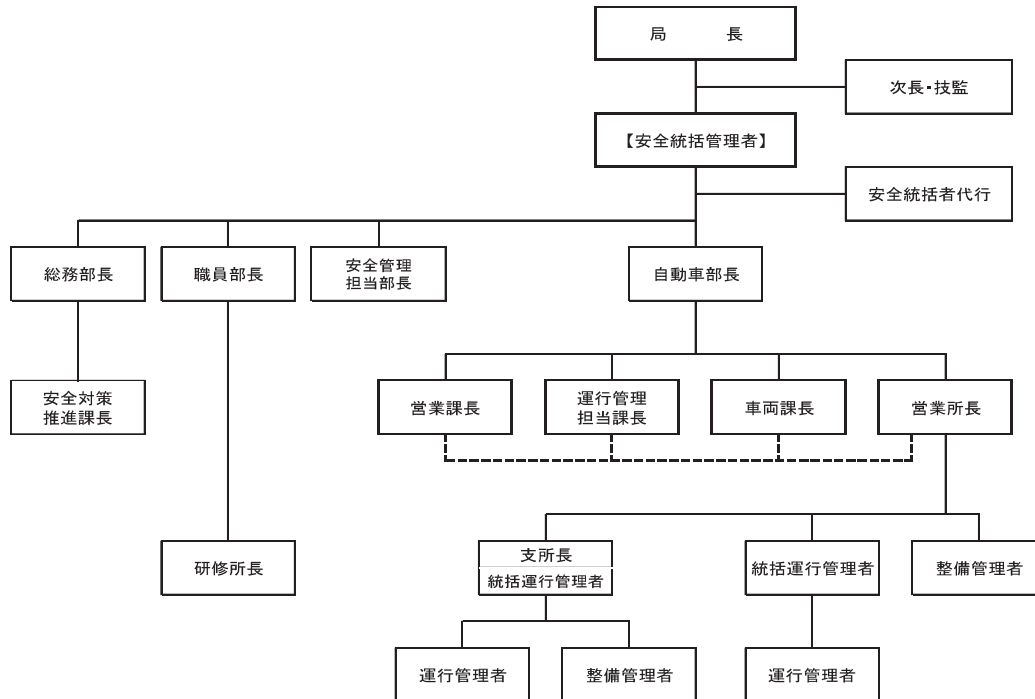 局　　長
次長・技監
【安全統括管理者】
安全統括者代行
総務部長
職員部長
安全管理
担当部長
自動車部長
安全対策
推進課長
営業課長
運行管理
担当課長
車両課長
営業所長
研修所長
支所長
統括運行管理者
統括運行管理者
整備管理者
運行管理者
整備管理者
運行管理者